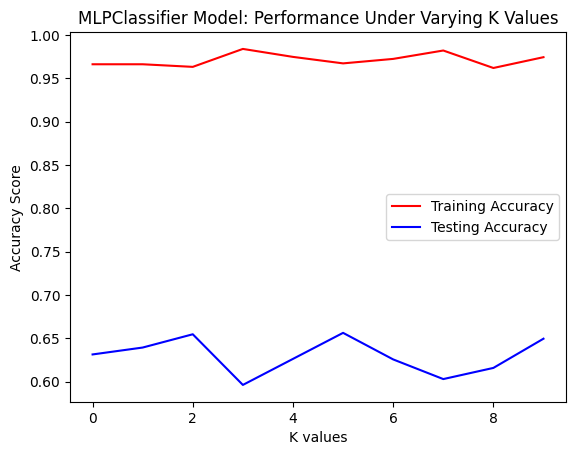 MLPClassifier Model: Performance Under Varying K Values
1.00
0.95
0.90
0.85
0.80
0.75
0.70
0.65
0.60
Accuracy Score
Training Accuracy
Testing Accuracy
0 2 4 6 8
K values